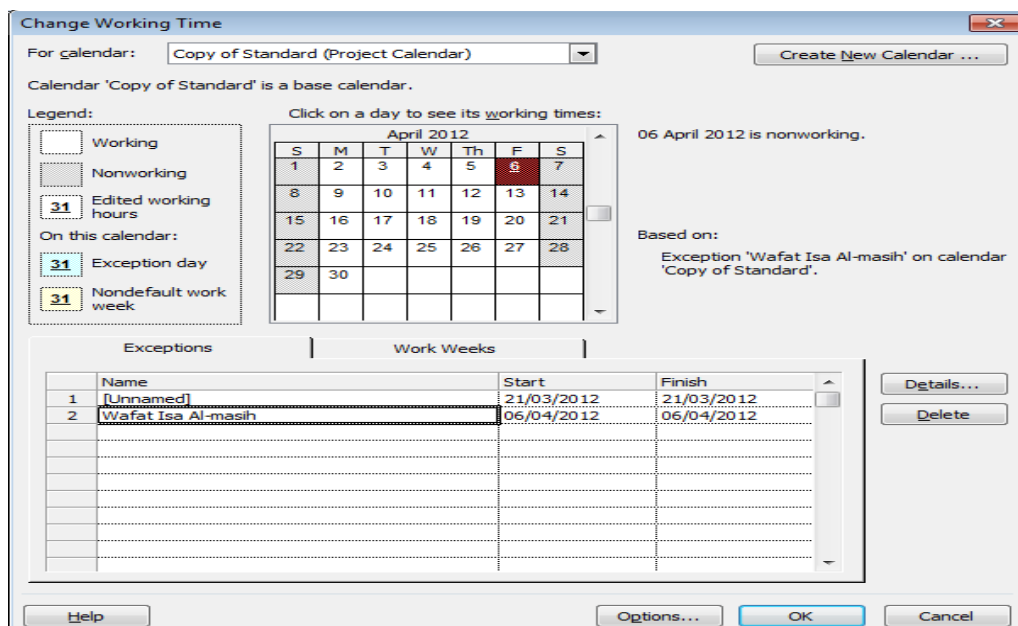 Change Working Time
For calendar: Copy of Standard (Project Calendar) Create New Calendar ...
Calendar 'Copy of Standard' is a base calendar.
Legend:
Working
Nonworking
31 Edited working
hours
On this calendar:
31 Exception day
31 Nondefault work
week
Click on a day to see its working times:
April 2012
S M T W Th F S
1 2 3 4 5 6 7
8 9 10 11 12 13 14
15 16 17 18 19 20 21
22 23 24 25 26 27 28
29 30
06 April 2012 is nonworking.
Based on:
Exception 'Wafat Isa Al-masih' on calendar
'Copy of Standard'.
Exceptions Work Weeks
Name Start Finish
1 [Unnamed] 21/03/2012 21/03/2012
2 Wafat Isa Al-masih 06/04/2012 06/04/2012
Details...
Delete
Help Options... OK Cancel